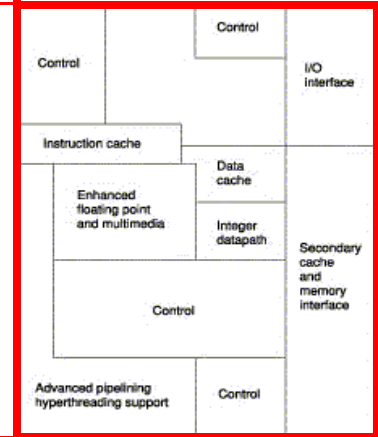 Control
Control
I/O
interface
Instruction cache
Data
cache
Enhanced
floating point
and multimedia
Integer
datapath
Secondary
cache
and
memory
interface
Control
Advanced pipelining
hyperthreading support
Control